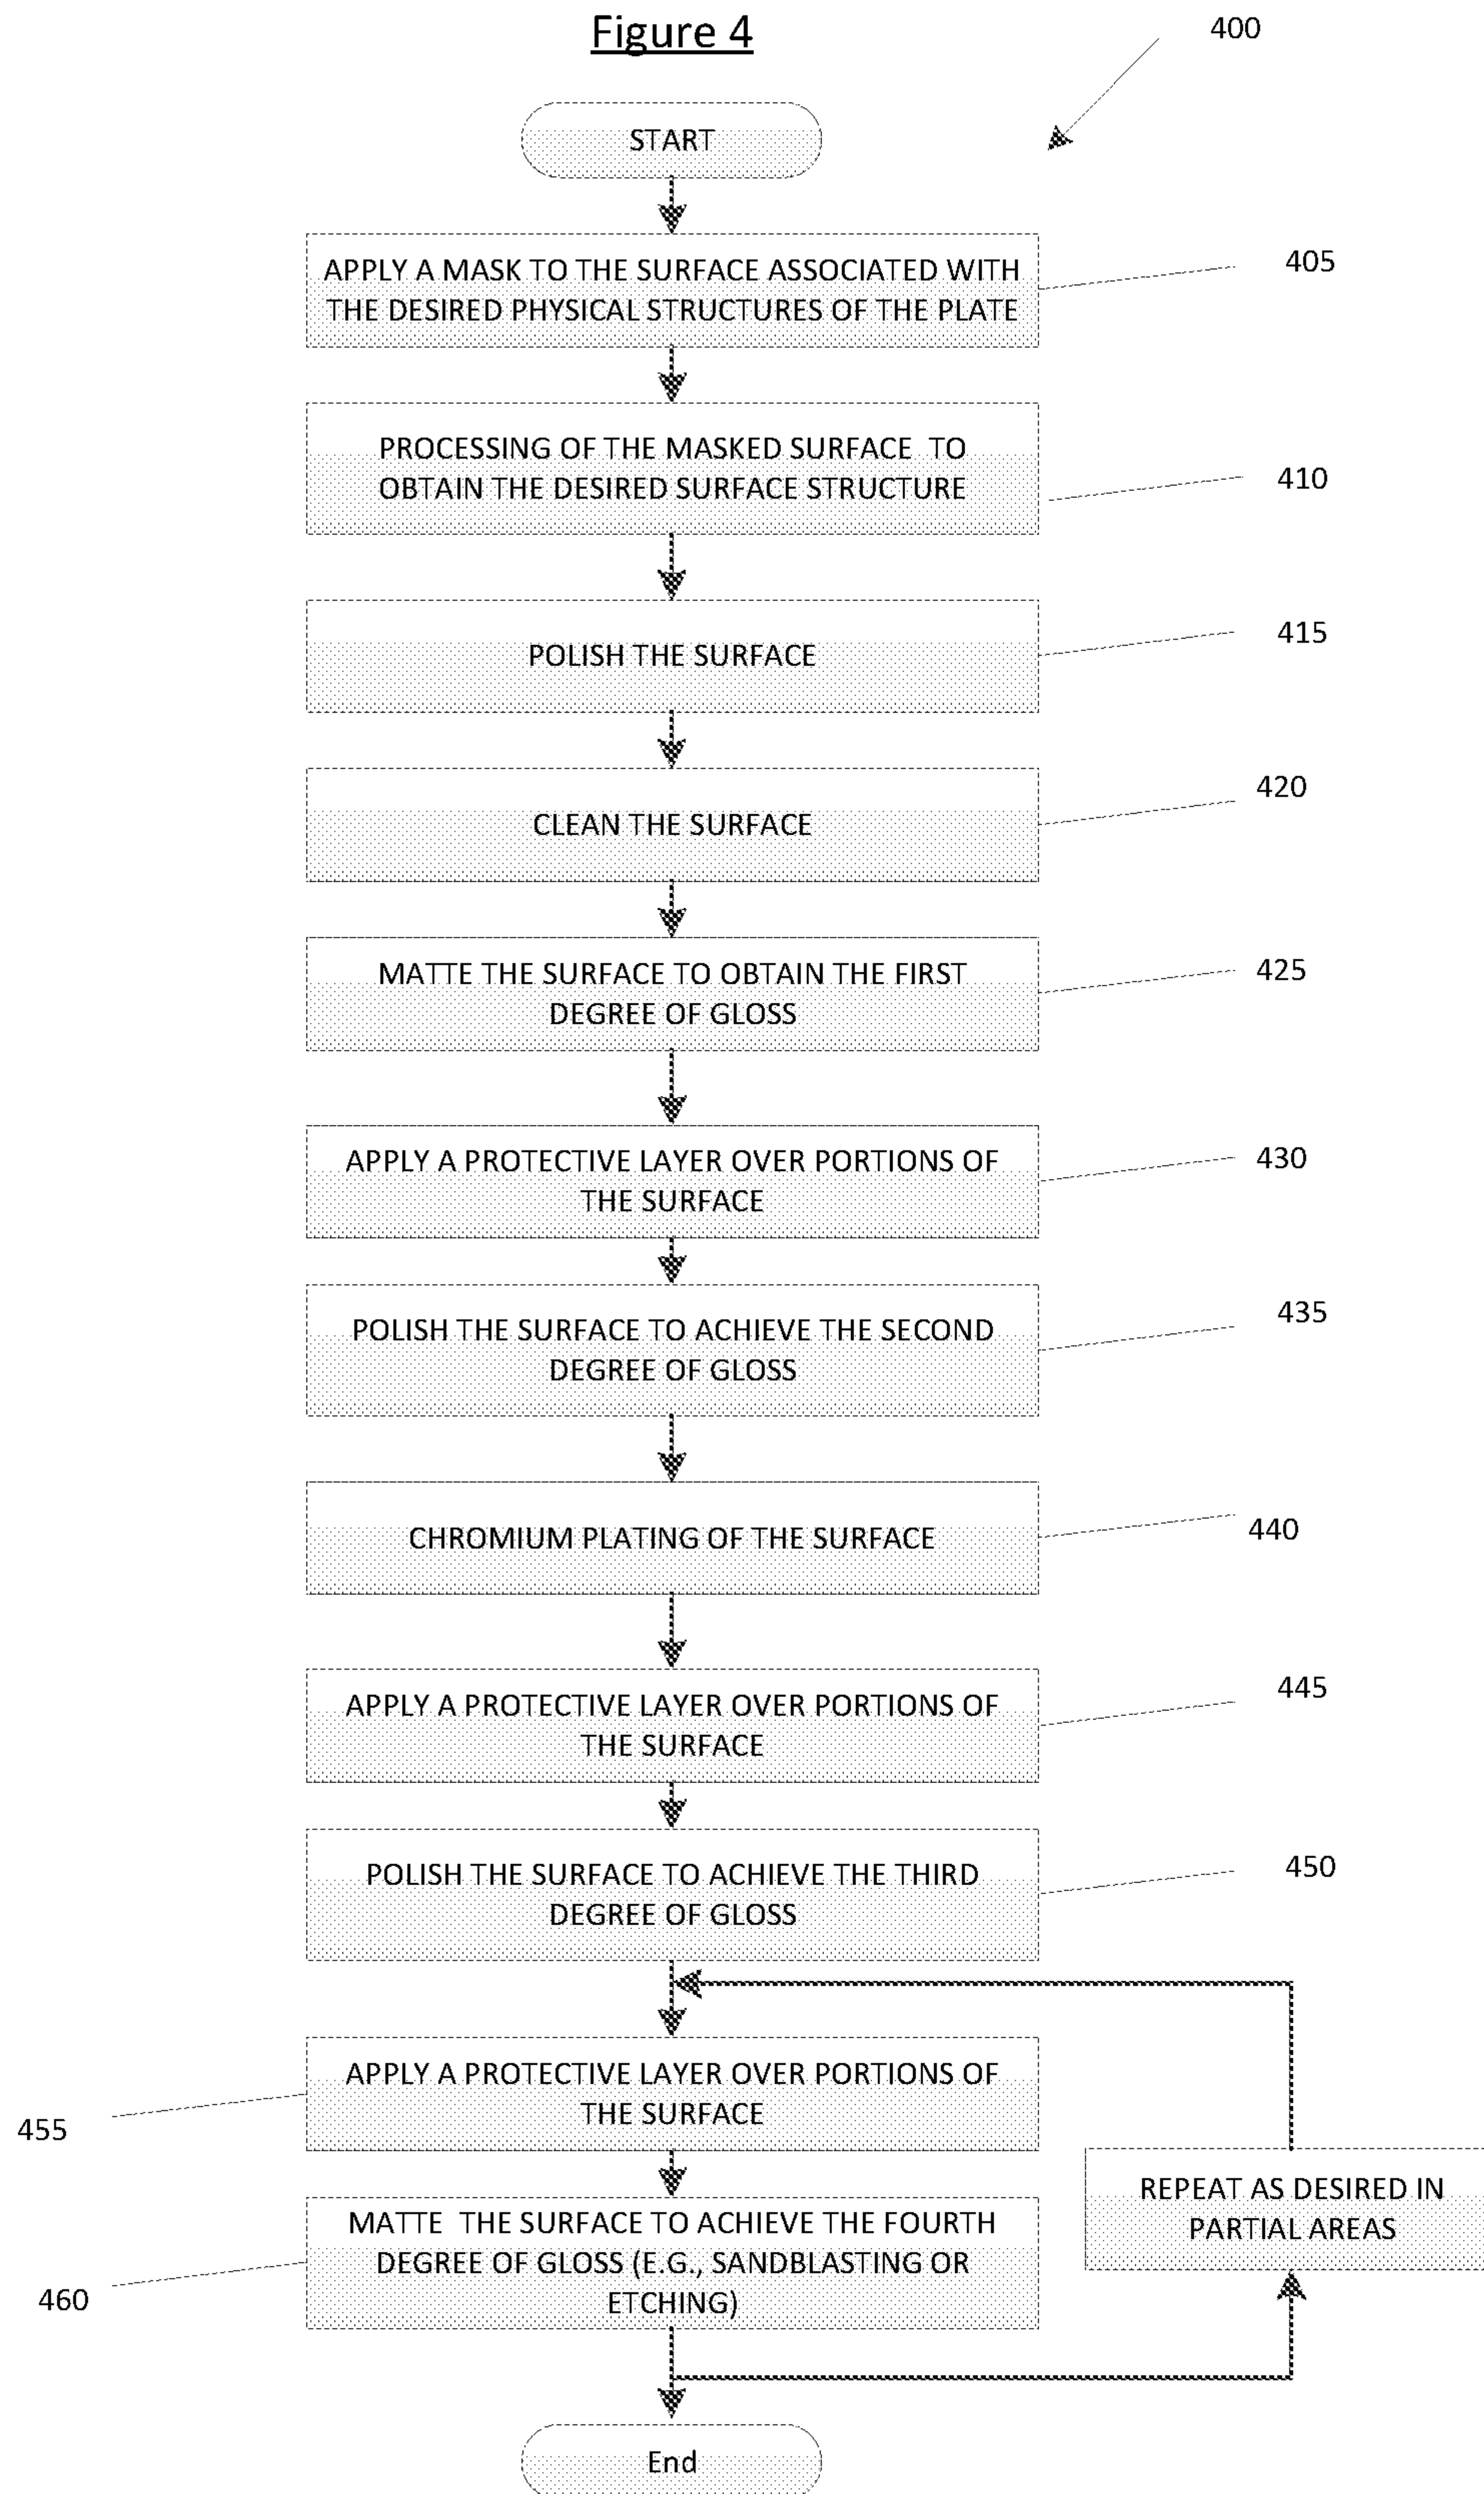 Figure 4
400
START
APPLY A MASK TO THE SURFACE ASSOCIATED WITH
THE DESIRED PHYSICAL STRUCTURES OF THE PLATE
405
PROCESSING OF THE MASKED SURFACE TO
OBTAIN THE DESIRED SURFACE STRUCTURE
410
POLISH THE SURFACE
415
CLEAN THE SURFACE
420
MATTE THE SURFACE TO OBTAIN THE FIRST
DEGREE OF GLOSS
425
APPLY A PROTECTIVE LAYER OVER PORTIONS OF
THE SURFACE
430
POLISH THE SURFACE TO ACHIEVE THE SECOND
DEGREE OF GLOSS
435
CHROMIUM PLATING OF THE SURFACE
440
APPLY A PROTECTIVE LAYER OVER PORTIONS OF
THE SURFACE
445
POLISH THE SURFACE TO ACHIEVE THE THIRD
DEGREE OF GLOSS
450
APPLY A PROTECTIVE LAYER OVER PORTIONS OF
THE SURFACE
455
REPEAT AS DESIRED IN
PARTIAL AREAS
MATTE THE SURFACE TO ACHIEVE THE FOURTH
DEGREE OF GLOSS (E.G., SANDBLASTING OR
ETCHING)
460
End